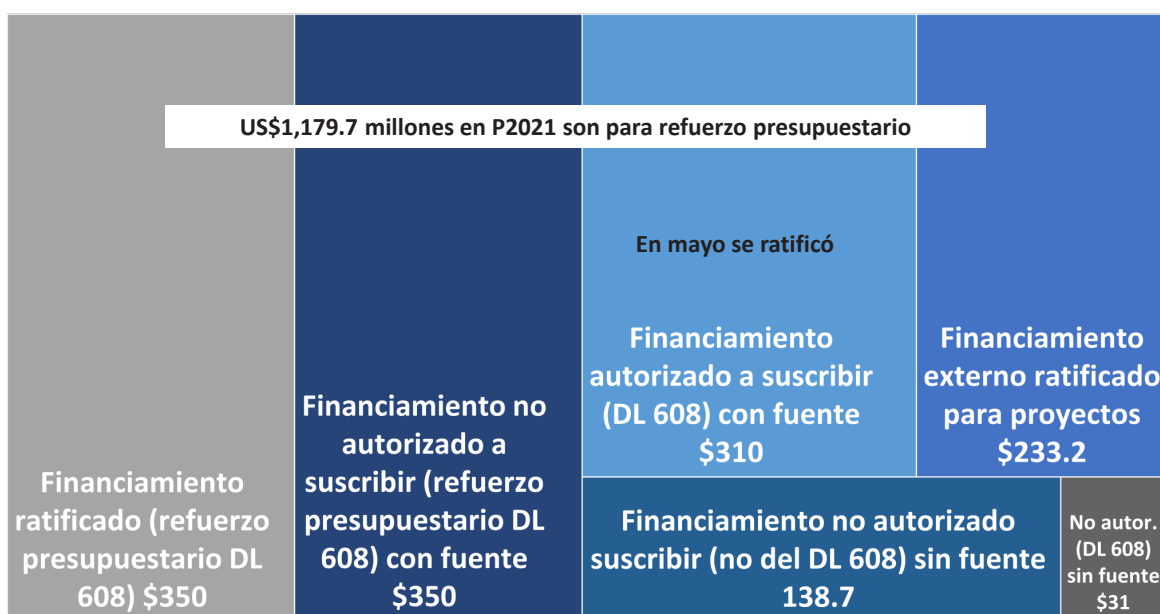 US$1,179.7 millones en P2021 son para refuerzo presupuestario
En mayo se ratificó
Financiamiento
ratificado (refuerzo
presupuestario DL
608) $350
Financiamiento no
autorizado a
suscribir (refuerzo
presupuestario DL
608) con fuente
$350
Financiamiento
autorizado a suscribir
(DL 608) con fuente
$310
Financiamiento
externo ratificado
para proyectos
$233.2
Financiamiento no autorizado
suscribir (no del DL 608) sin fuente
138.7
No autor.
(DL 608)
sin fuente
$31